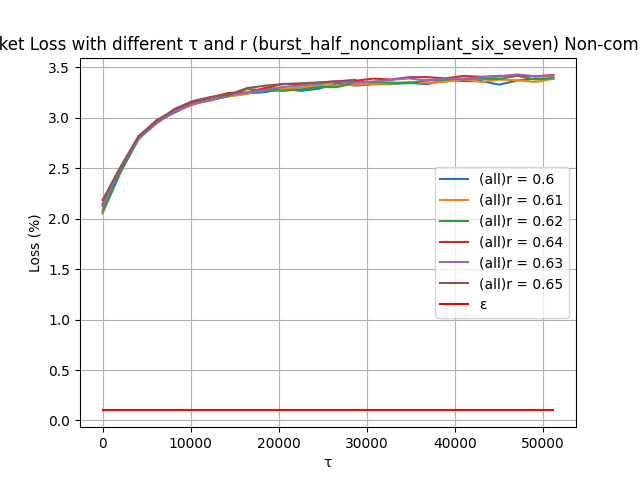 ket Loss with different τ and r (burst_half_noncompliant_six_seven) Non-com
3.5
3.0
2.5
2.0
1.5
1.0
0.5
0.0
Loss (%)
(all)r = 0.6
(all)r = 0.61
(all)r = 0.62
(all)r = 0.64
(all)r = 0.63
(all)r = 0.65
ε
0 10000 20000 30000 40000 50000
τ